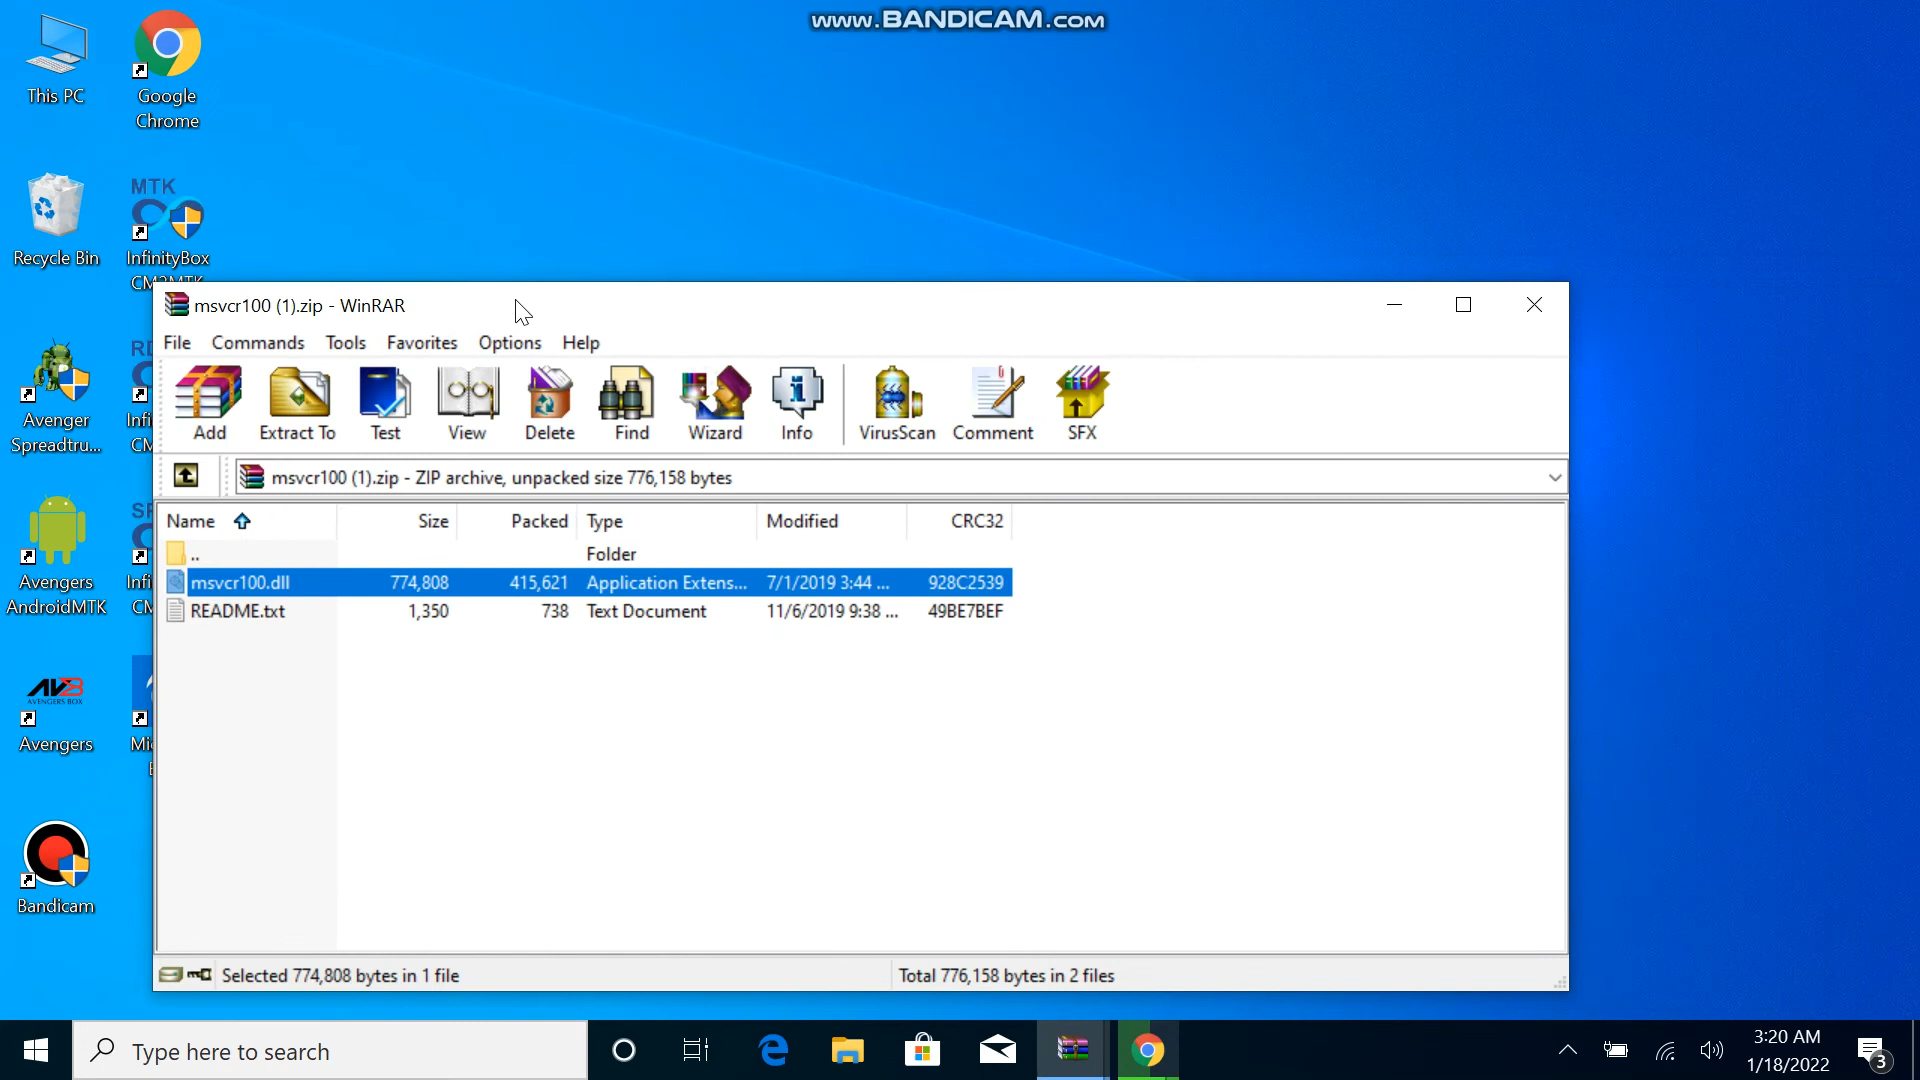 www.BANDICAM.com
This PC
Google
Chrome
Recycle Bin
MTK
InfinityBox
Avenger
Spreadtru...
Avengers
AndroidMTK
AVENGERS BOX
Avengers
Bandicam
msvcr100 (1).zip - WinRAR
File Commands Tools Favorites Options Help
Add Extract To Test View Delete Find Wizard Info VirusScan Comment SFX
msvcr100 (1).zip - ZIP archive, unpacked size 776,158 bytes
Name Size Packed Type Modified CRC32
.. Folder
msvcr100.dll 774,808 415,621 Application Extens... 7/1/2019 3:44 ... 928C2539
README.txt 1,350 738 Text Document 11/6/2019 9:38 ... 49BE7BEF
Selected 774,808 bytes in 1 file Total 776,158 bytes in 2 files
Type here to search
3:20 AM
1/18/2022
3